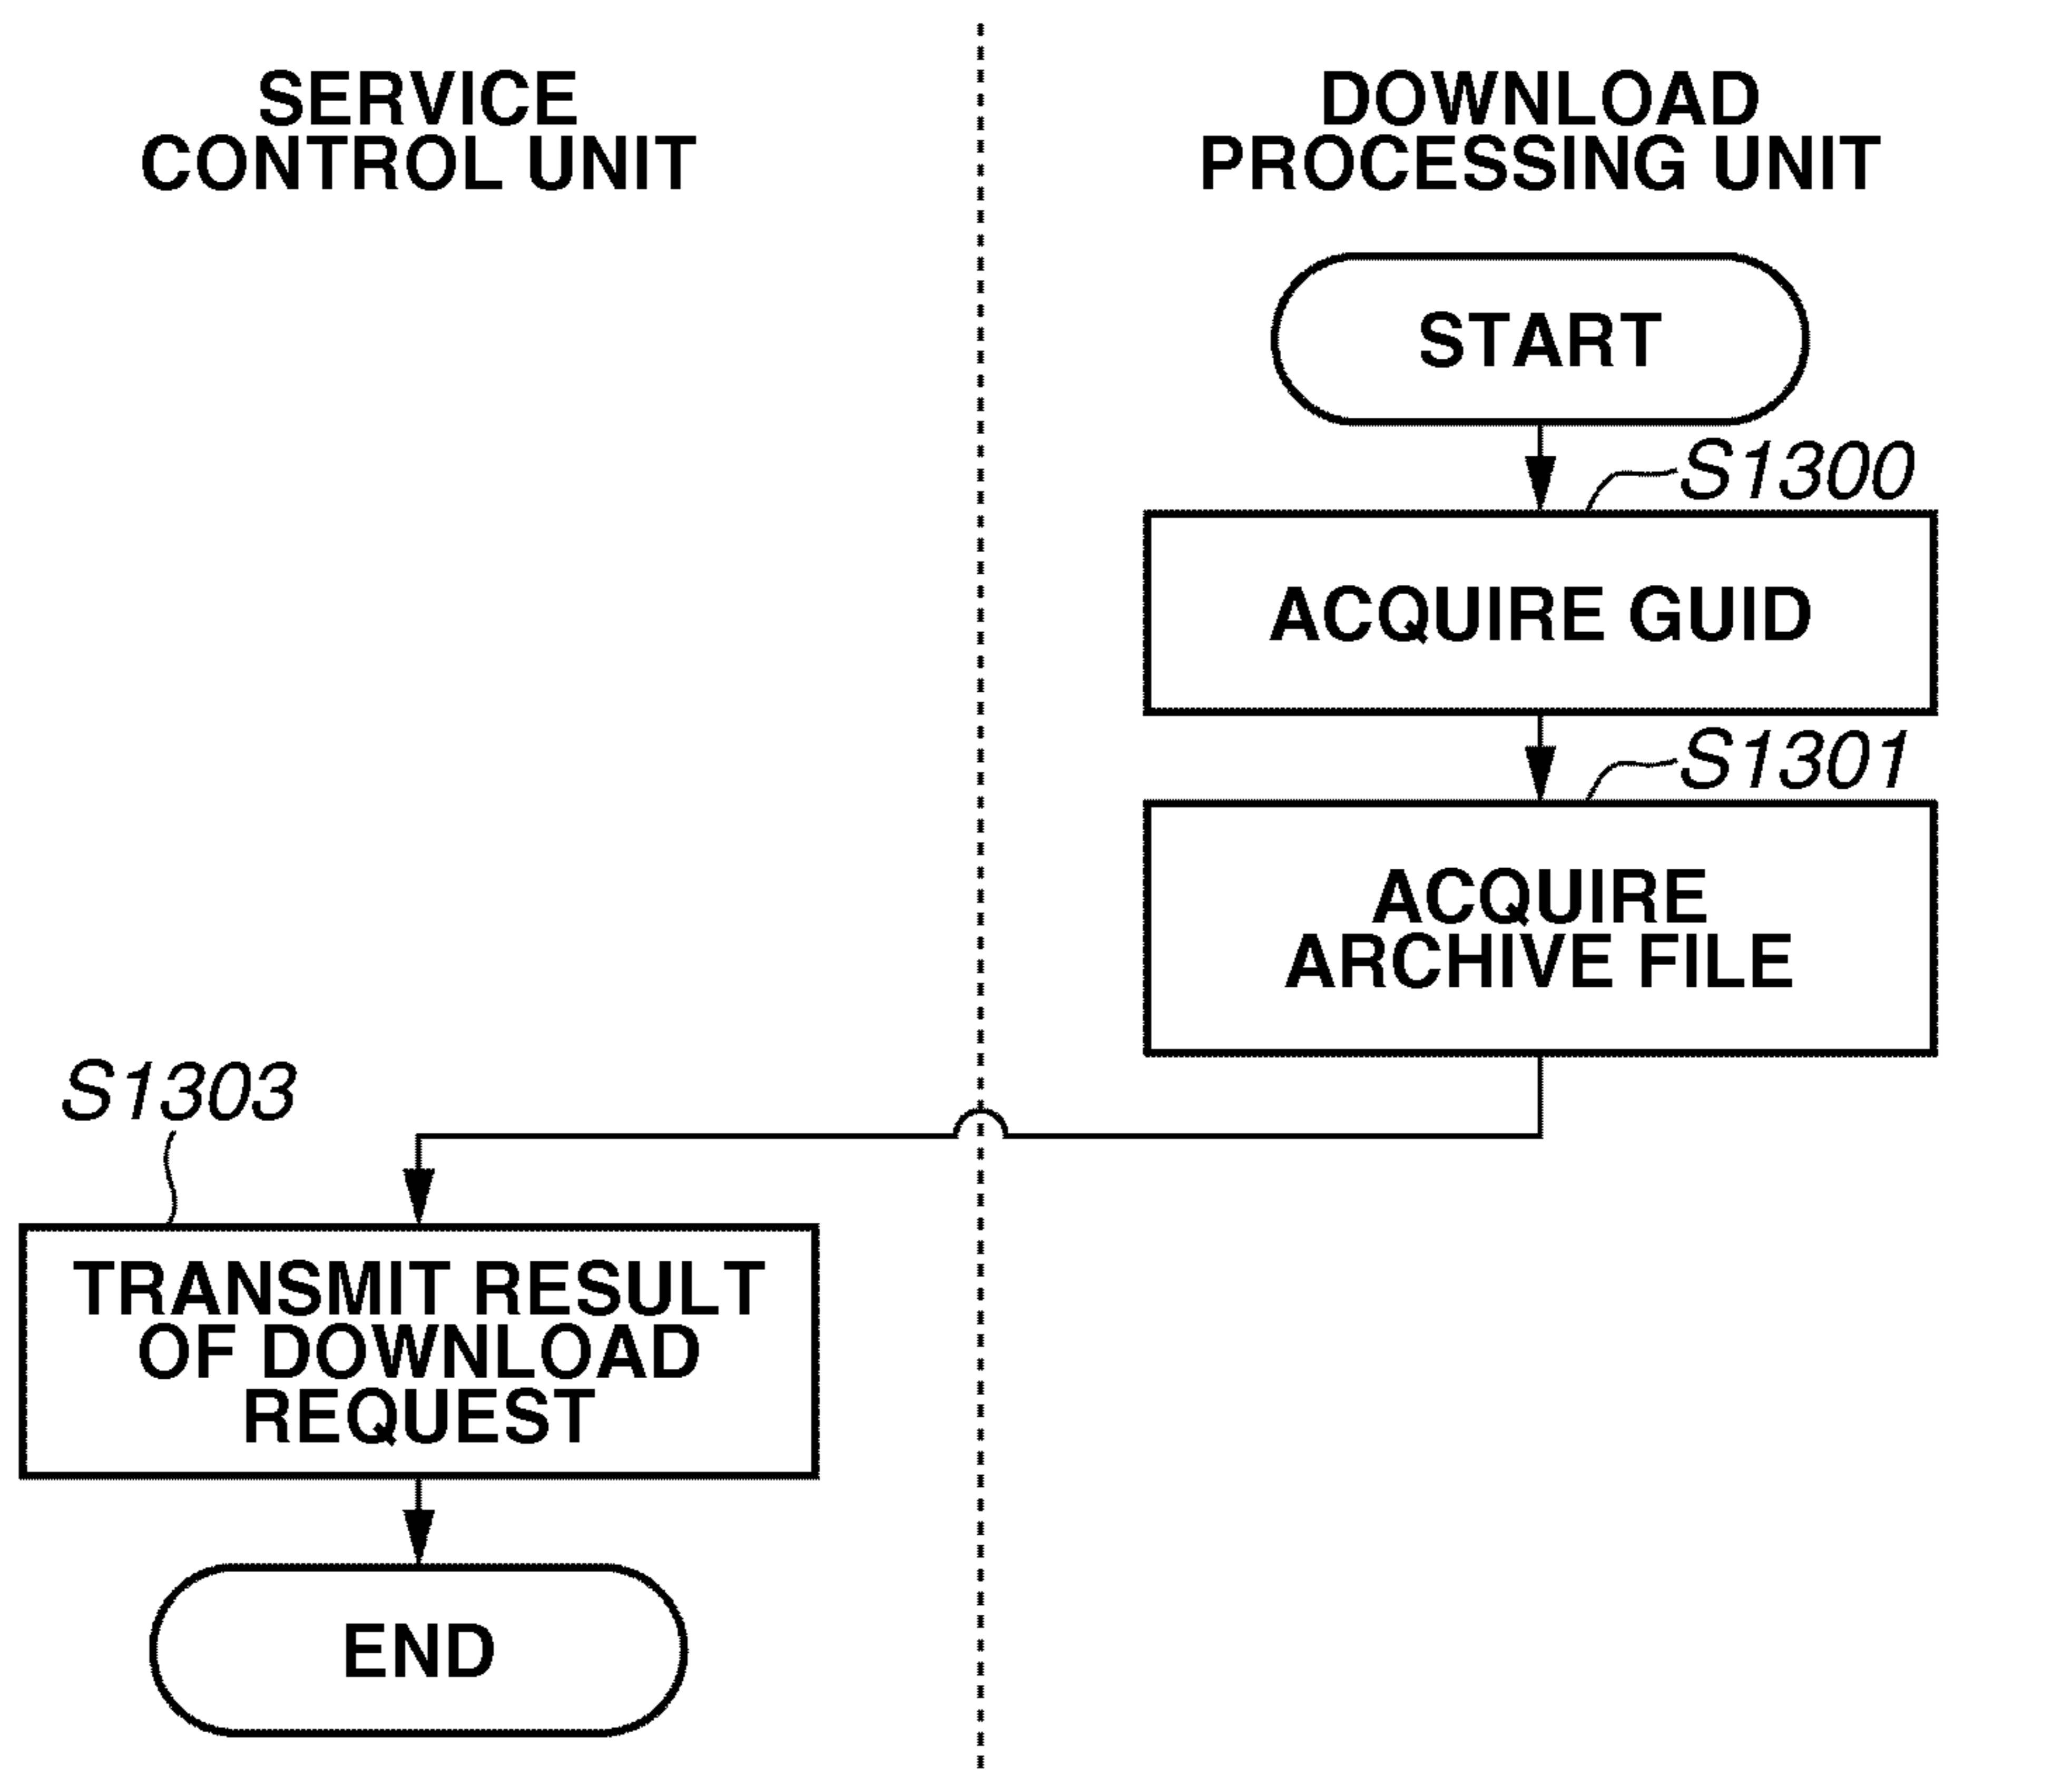 SERVICE
CONTROL UNIT
DOWNLOAD
PROCESSING UNIT
START
S1300
ACQUIRE GUID
S1301
ACQUIRE
ARCHIVE FILE
S1303
TRANSMIT RESULT
OF DOWNLOAD
REQUEST
END